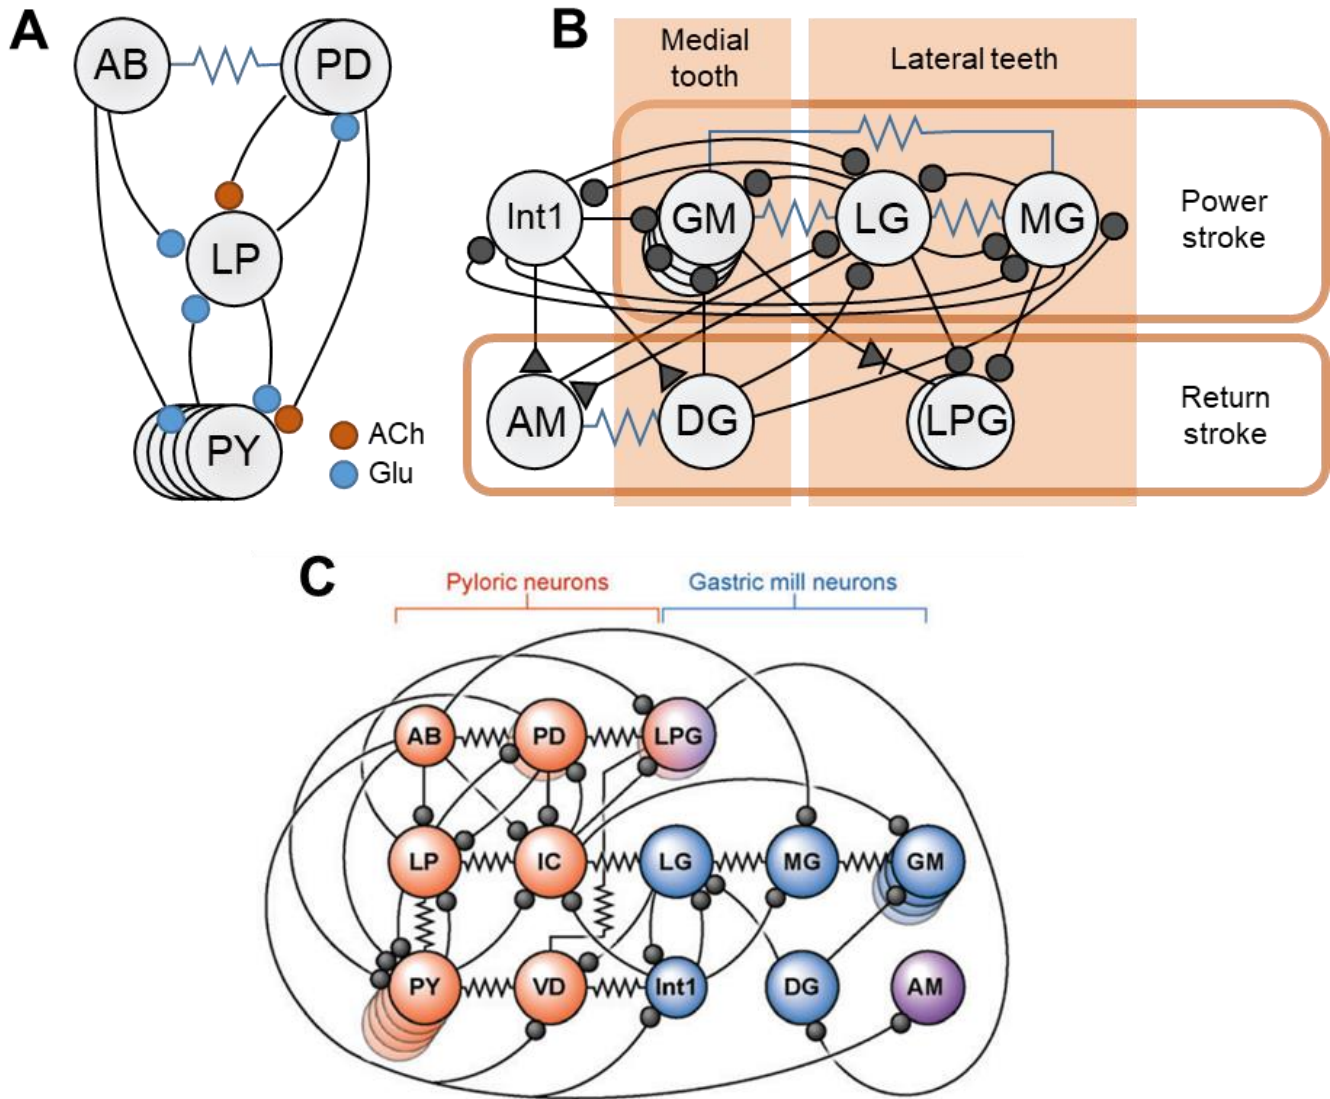 A
AB
PD
LP
PY
ACh
Glu
B
Medial
tooth
Lateral teeth
Int1
GM
LG
MG
Power
stroke
AM
DG
LPG
Return
stroke
C
Pyloric neurons
Gastric mill neurons
AB
PD
LPG
LP
IC
LG
MG
GM
PY
VD
Int1
DG
AM